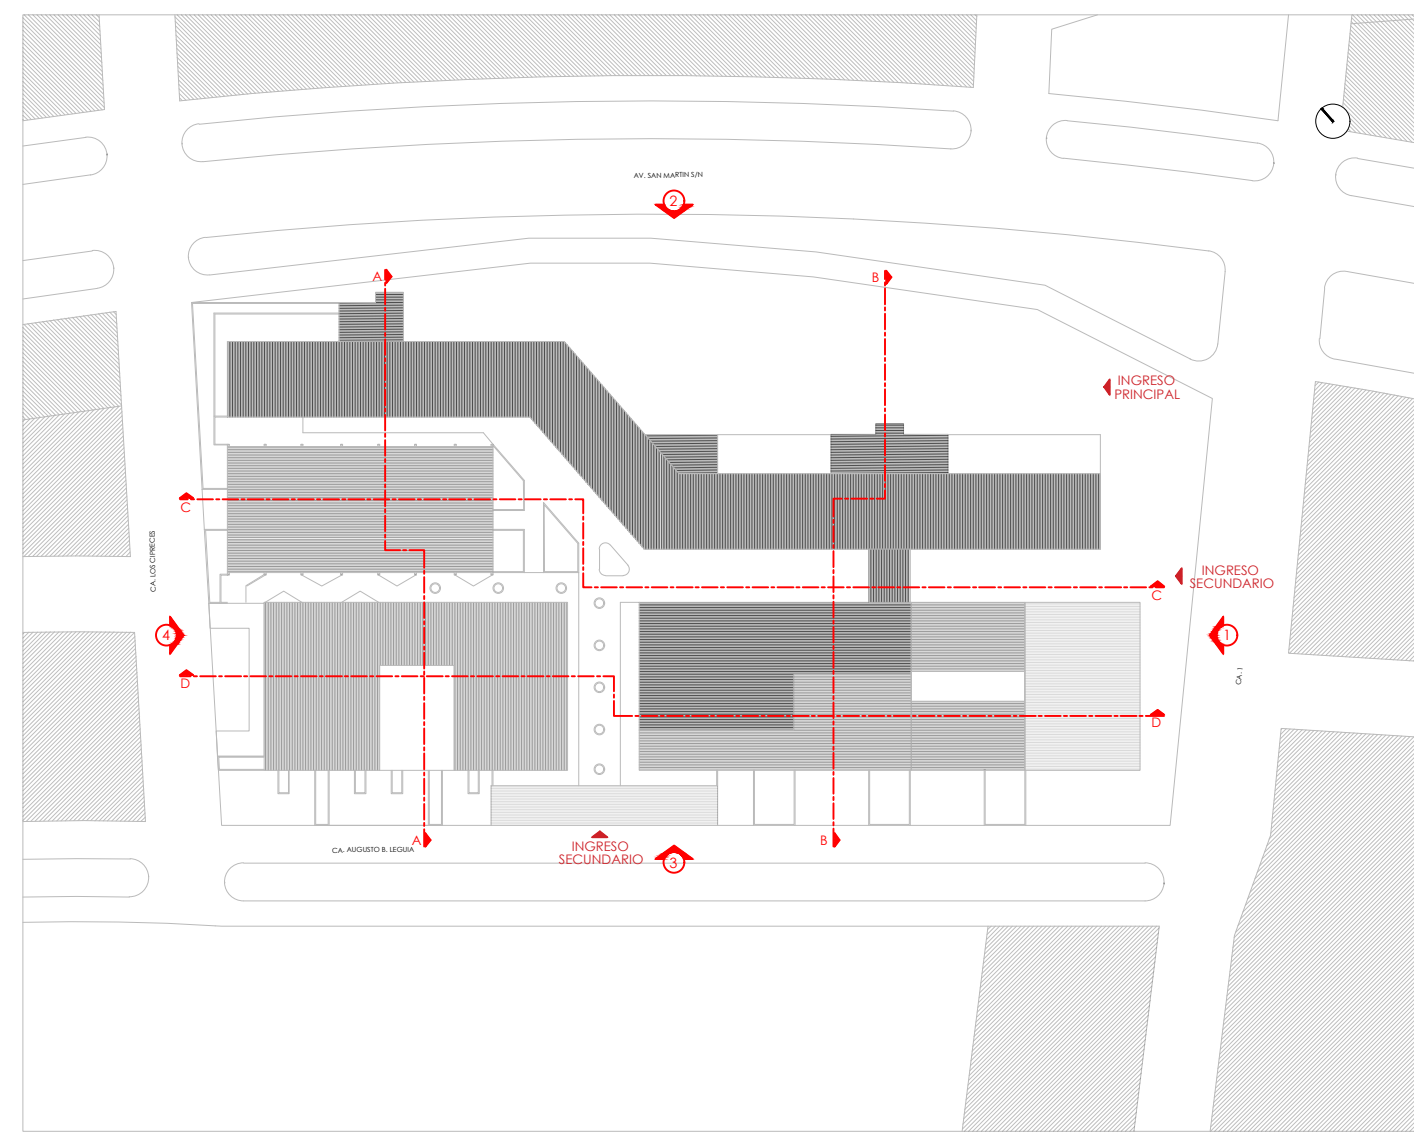 AV. SAN MARTIN S/N
2
A
B
INGRESO
PRINCIPAL
C
CA. LOS CIPRECES
INGRESO
SECUNDARIO
C
4
1
CA. 1
D
D
A
B
CA. AUGUSTO B. LEGUIA
INGRESO
SECUNDARIO
3